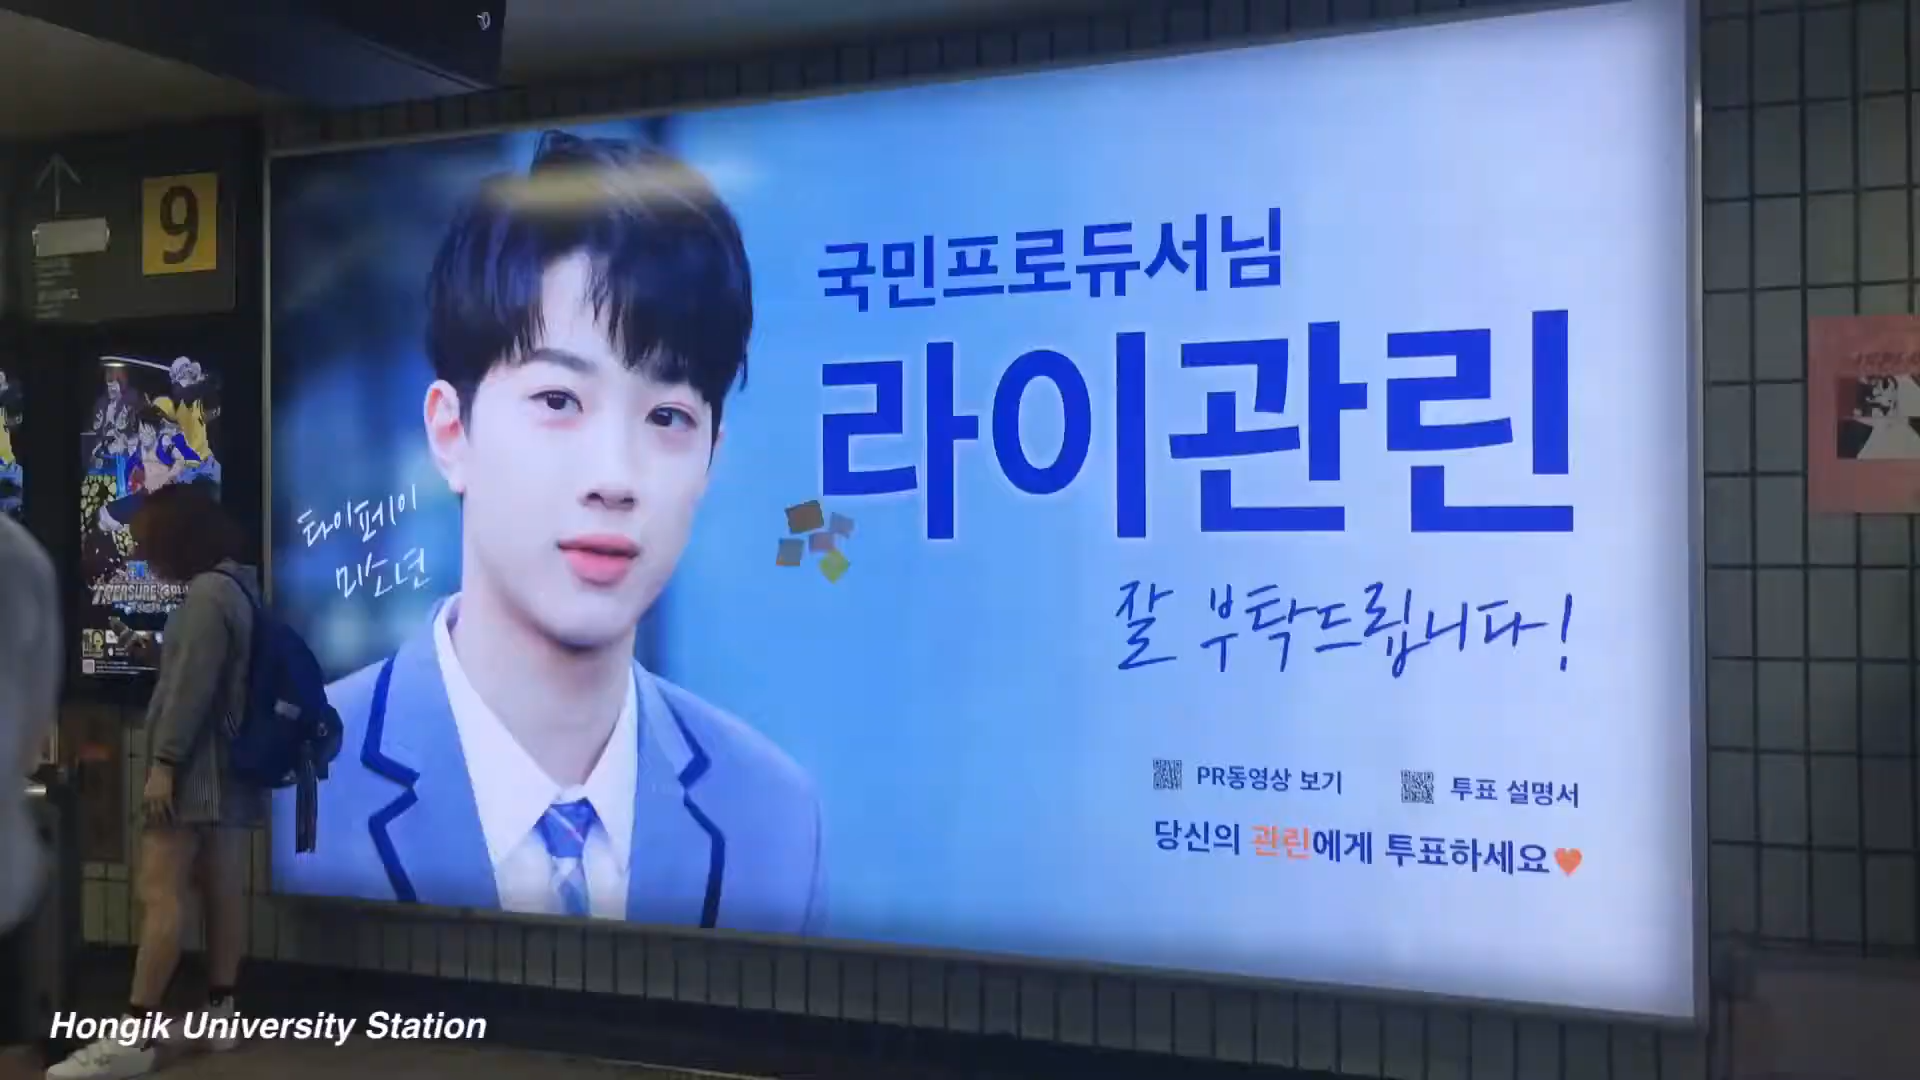 9
타이페이
미소년
국민프로듀서님
라이관린
잘 부탁드립니다!
PR동영상 보기
투표 설명서
당신의 관린에게 투표하세요♥
TREASURE
Hongik University Station